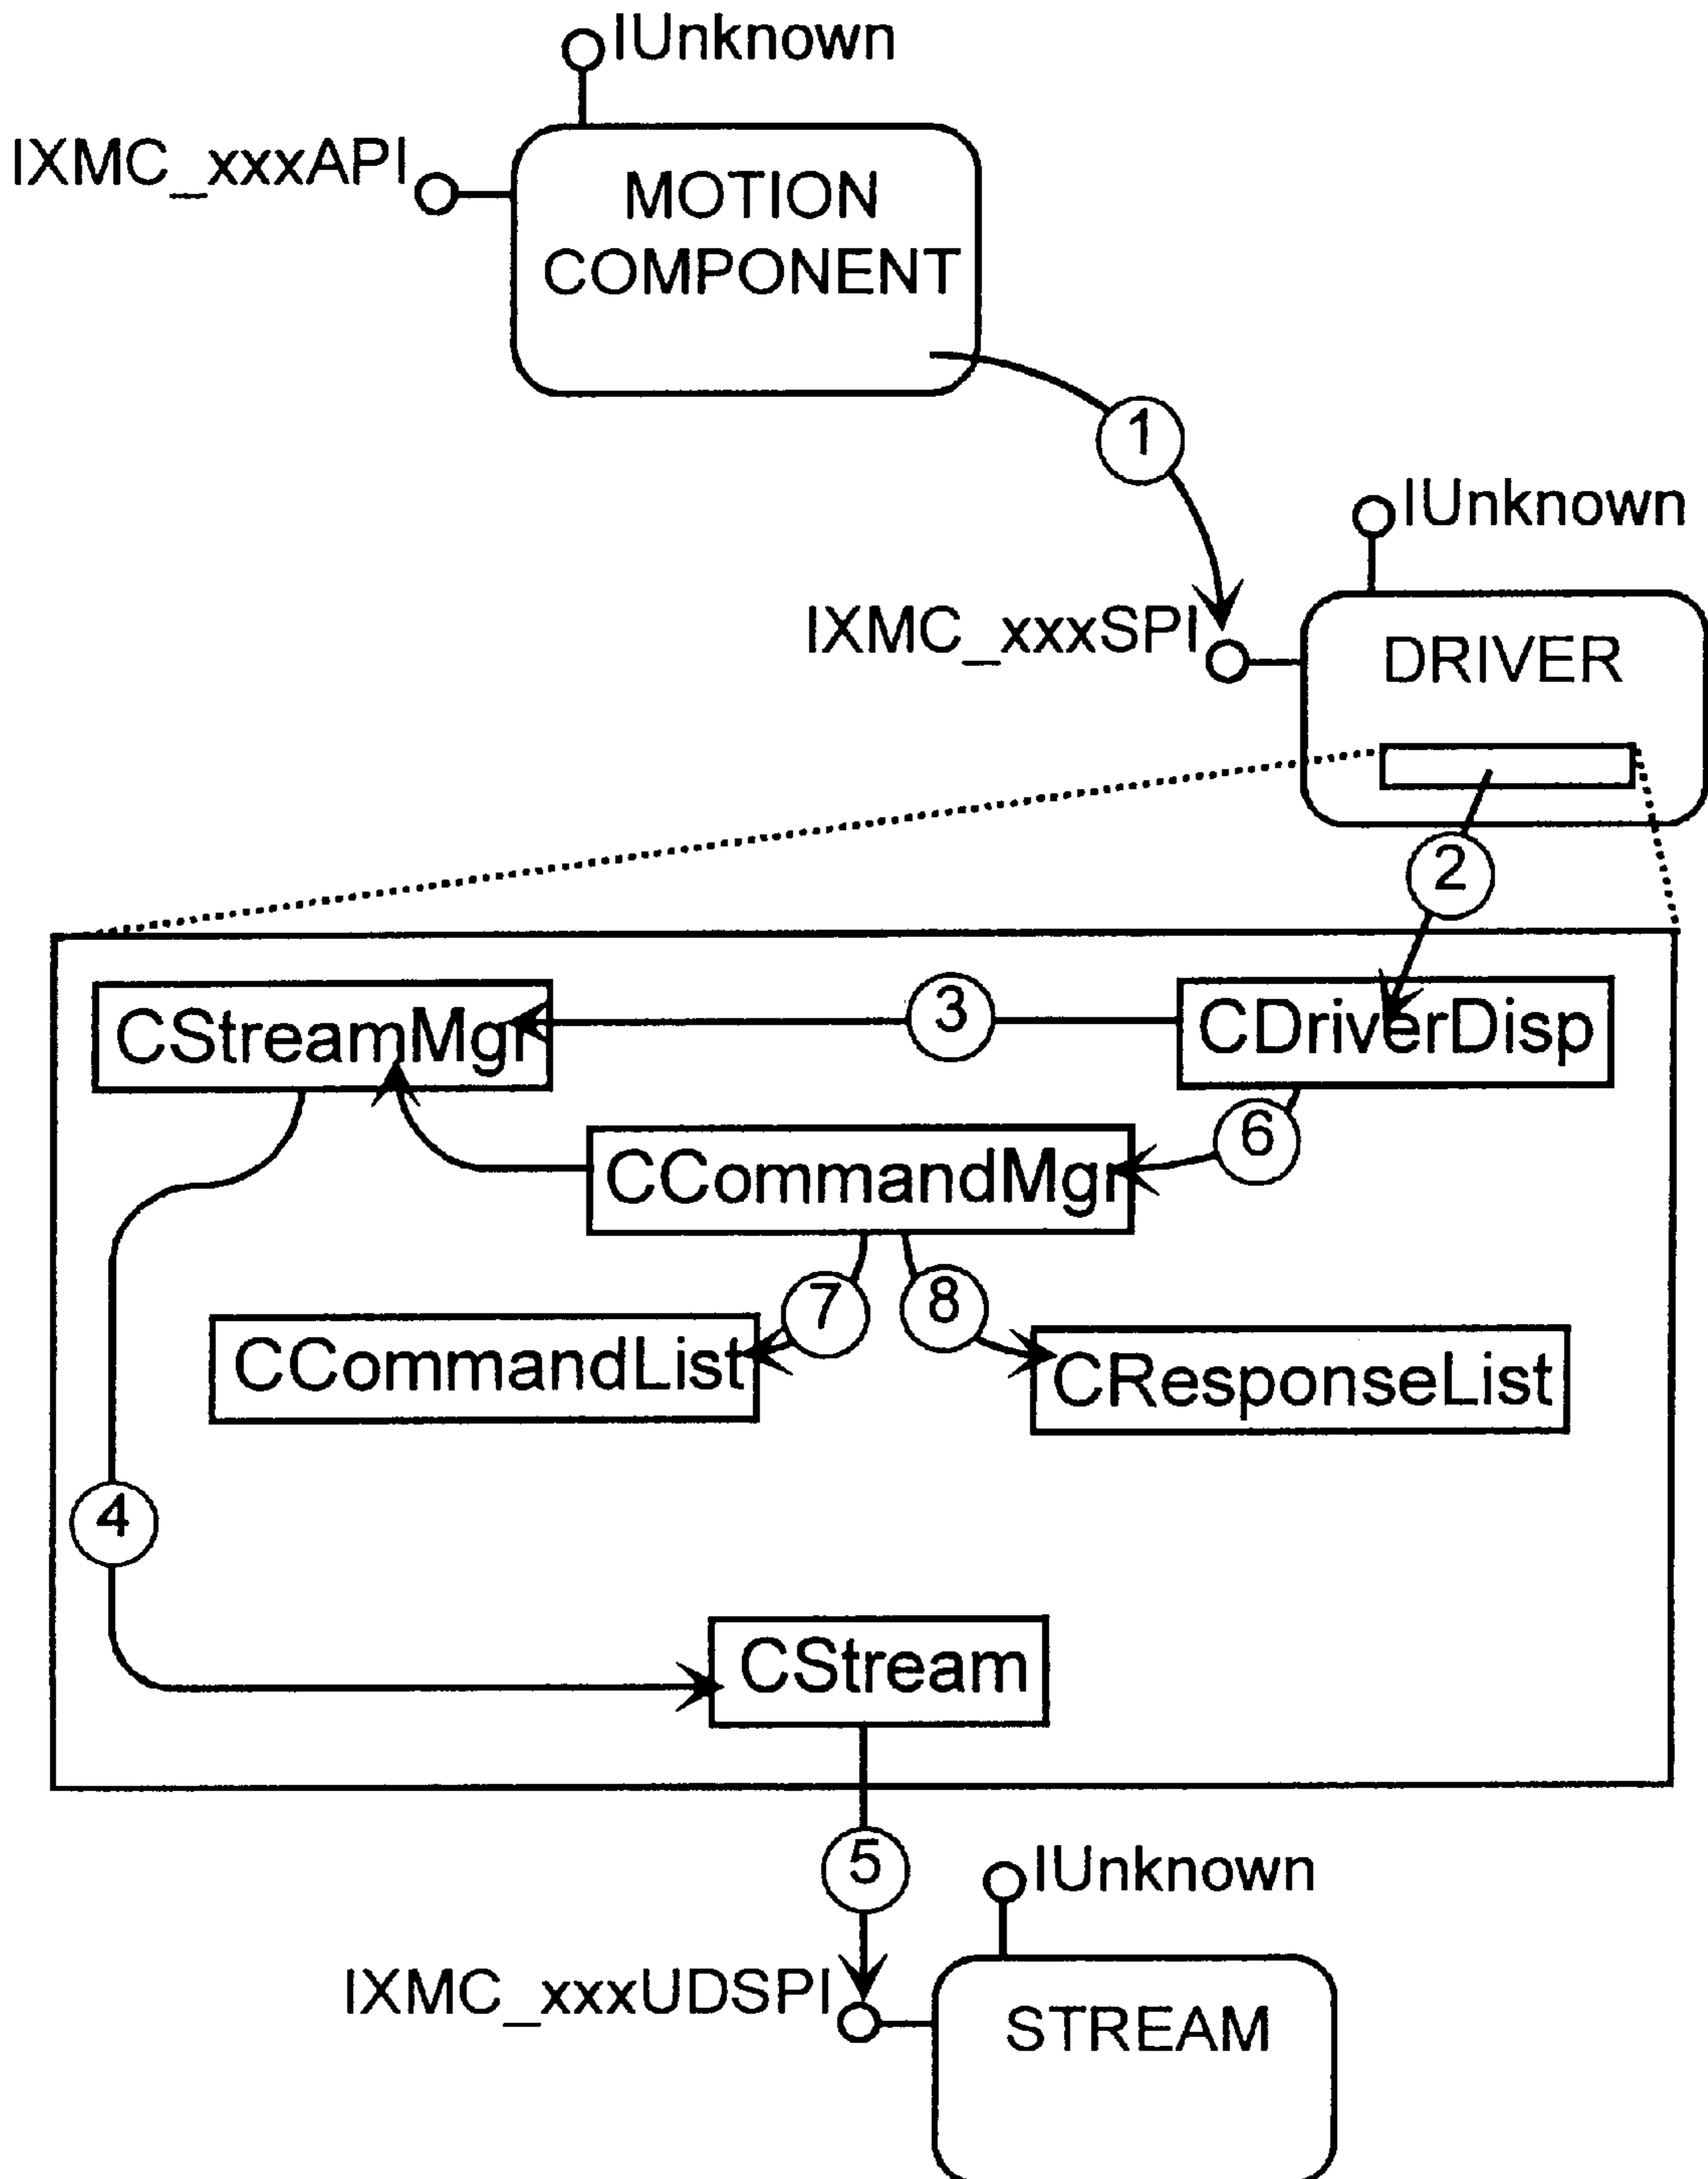 IUnknown
IXMC_xxxAPI
MOTION
COMPONENT
1
IUnknown
IXMC_xxxSPI
DRIVER
2
3
CStreamMgr
CDriverDisp
6
CCommandMgr
7
8
CCommandList
CResponseList
4
CStream
5
IUnknown
IXMC_xxxUDSPI
STREAM